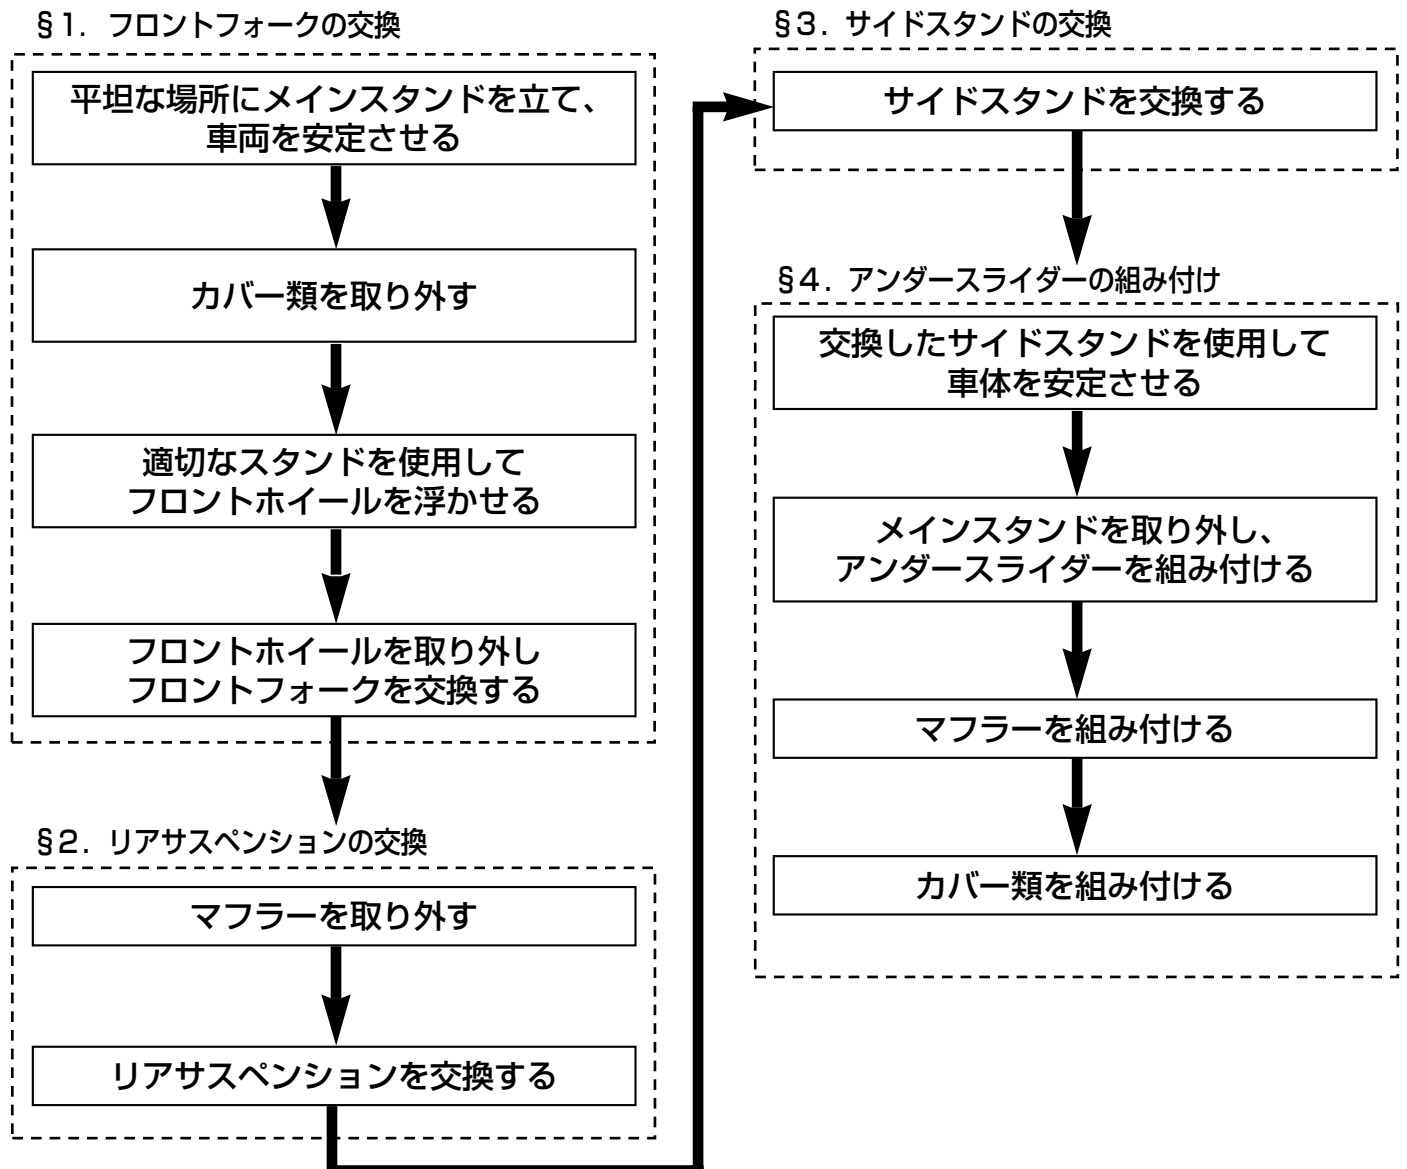 §1．フロントフォークの交換
平坦な場所にメインスタンドを立て、
車両を安定させる
カバー類を取り外す
適切なスタンドを使用して
フロントホイールを浮かせる
フロントホイールを取り外し
フロントフォークを交換する
§2．リアサスペンションの交換
マフラーを取り外す
リアサスペンションを交換する
§3．サイドスタンドの交換
サイドスタンドを交換する
§4．アンダースライダーの組み付け
交換したサイドスタンドを使用して
車体を安定させる
メインスタンドを取り外し、
アンダースライダーを組み付ける
マフラーを組み付ける
カバー類を組み付ける